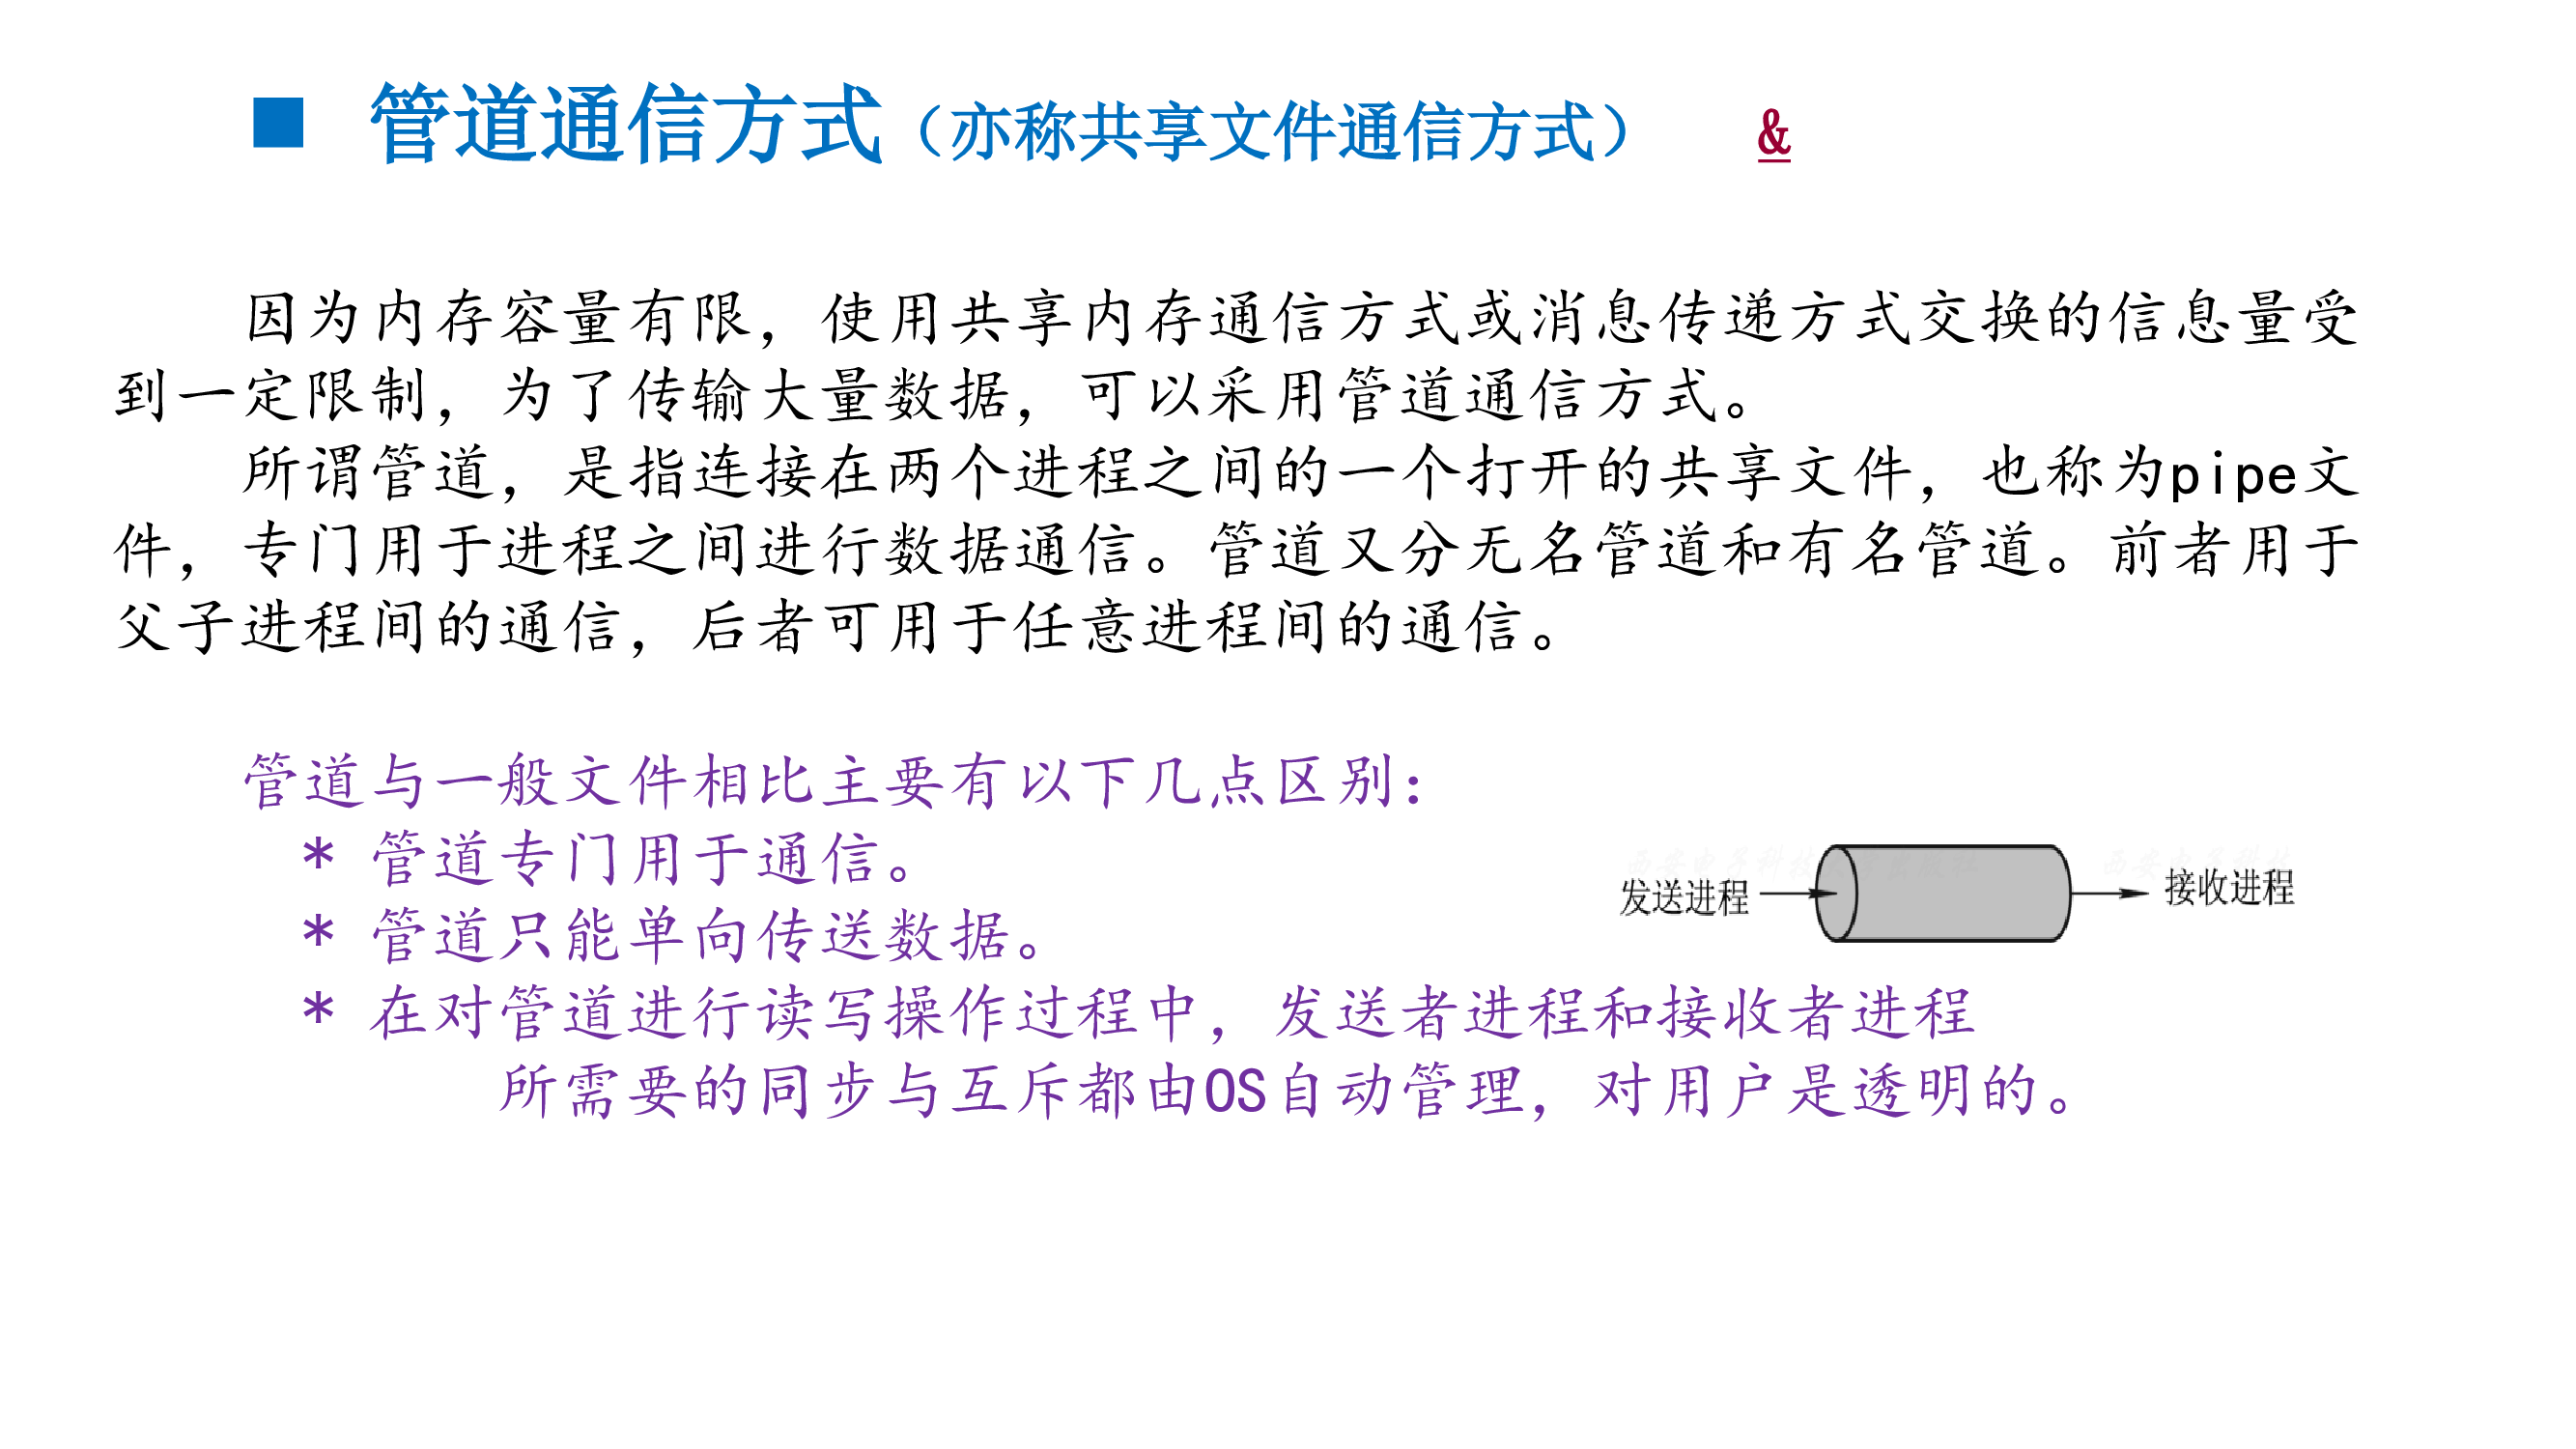 ■ 管道通信方式（亦称共享文件通信方式） &
因为内存容量有限，使用共享内存通信方式或消息传递方式交换的信息量受
到一定限制，为了传输大量数据，可以采用管道通信方式。
所谓管道，是指连接在两个进程之间的一个打开的共享文件，也称为pipe文
件，专门用于进程之间进行数据通信。管道又分无名管道和有名管道。前者用于
父子进程间的通信，后者可用于任意进程间的通信。
管道与一般文件相比主要有以下几点区别：
* 管道专门用于通信。
* 管道只能单向传送数据。
发送进程
接收进程
* 在对管道进行读写操作过程中，发送者进程和接收者进程
所需要的同步与互斥都由OS自动管理，对用户是透明的。